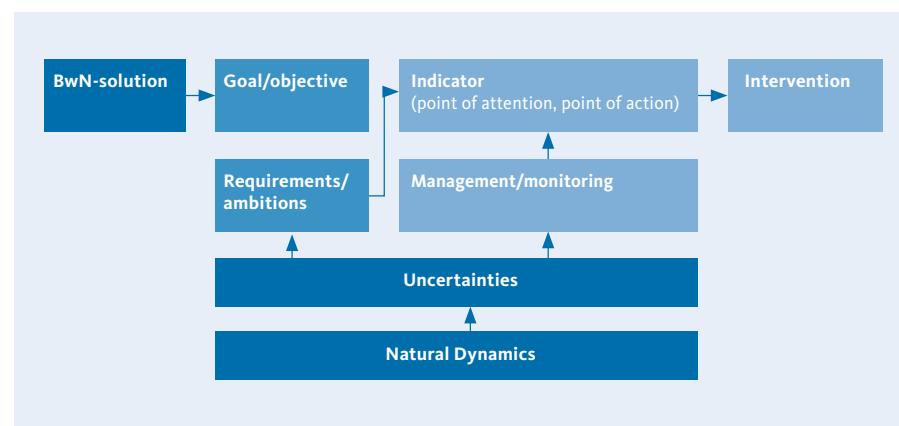 BwN-solution
Goal/objective
Indicator
(point of attention, point of action)
Intervention
Requirements/
ambitions
Management/monitoring
Uncertainties
Natural Dynamics